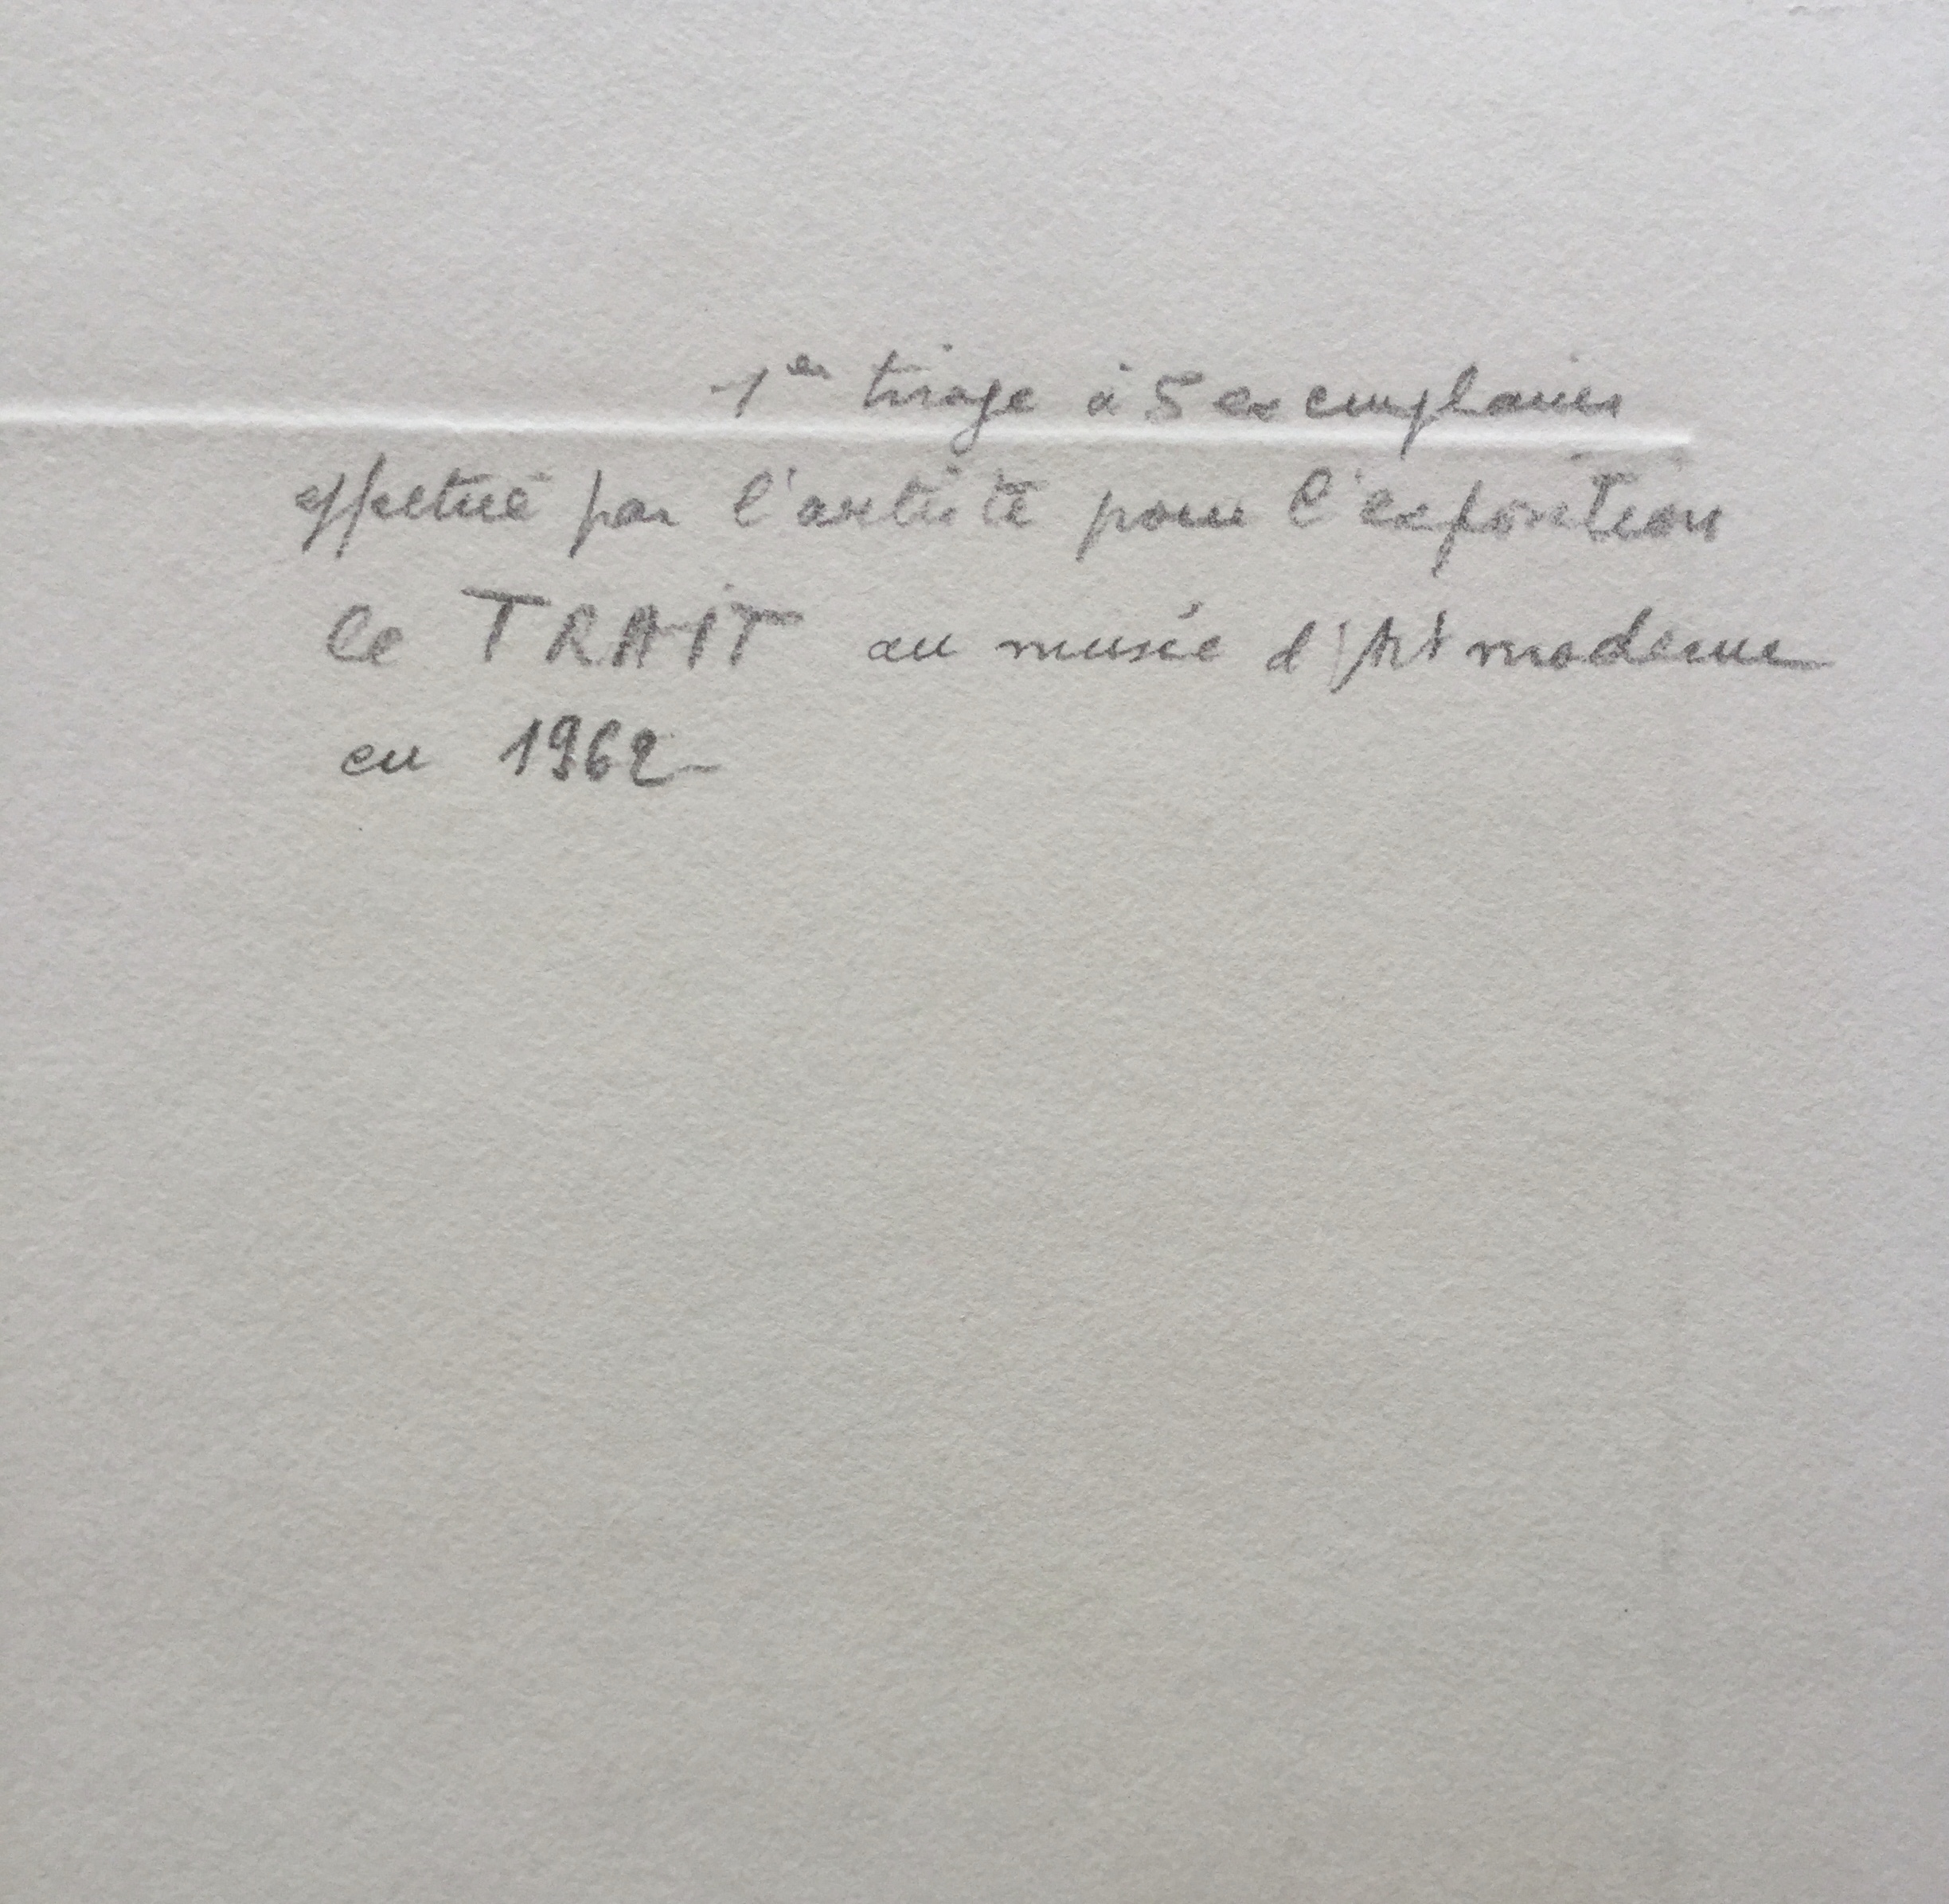 1er tirage à 5 exemplaires
effectué par l'artiste pour l'exposition
le TRAIT au musée d'Art moderne
en 1962-